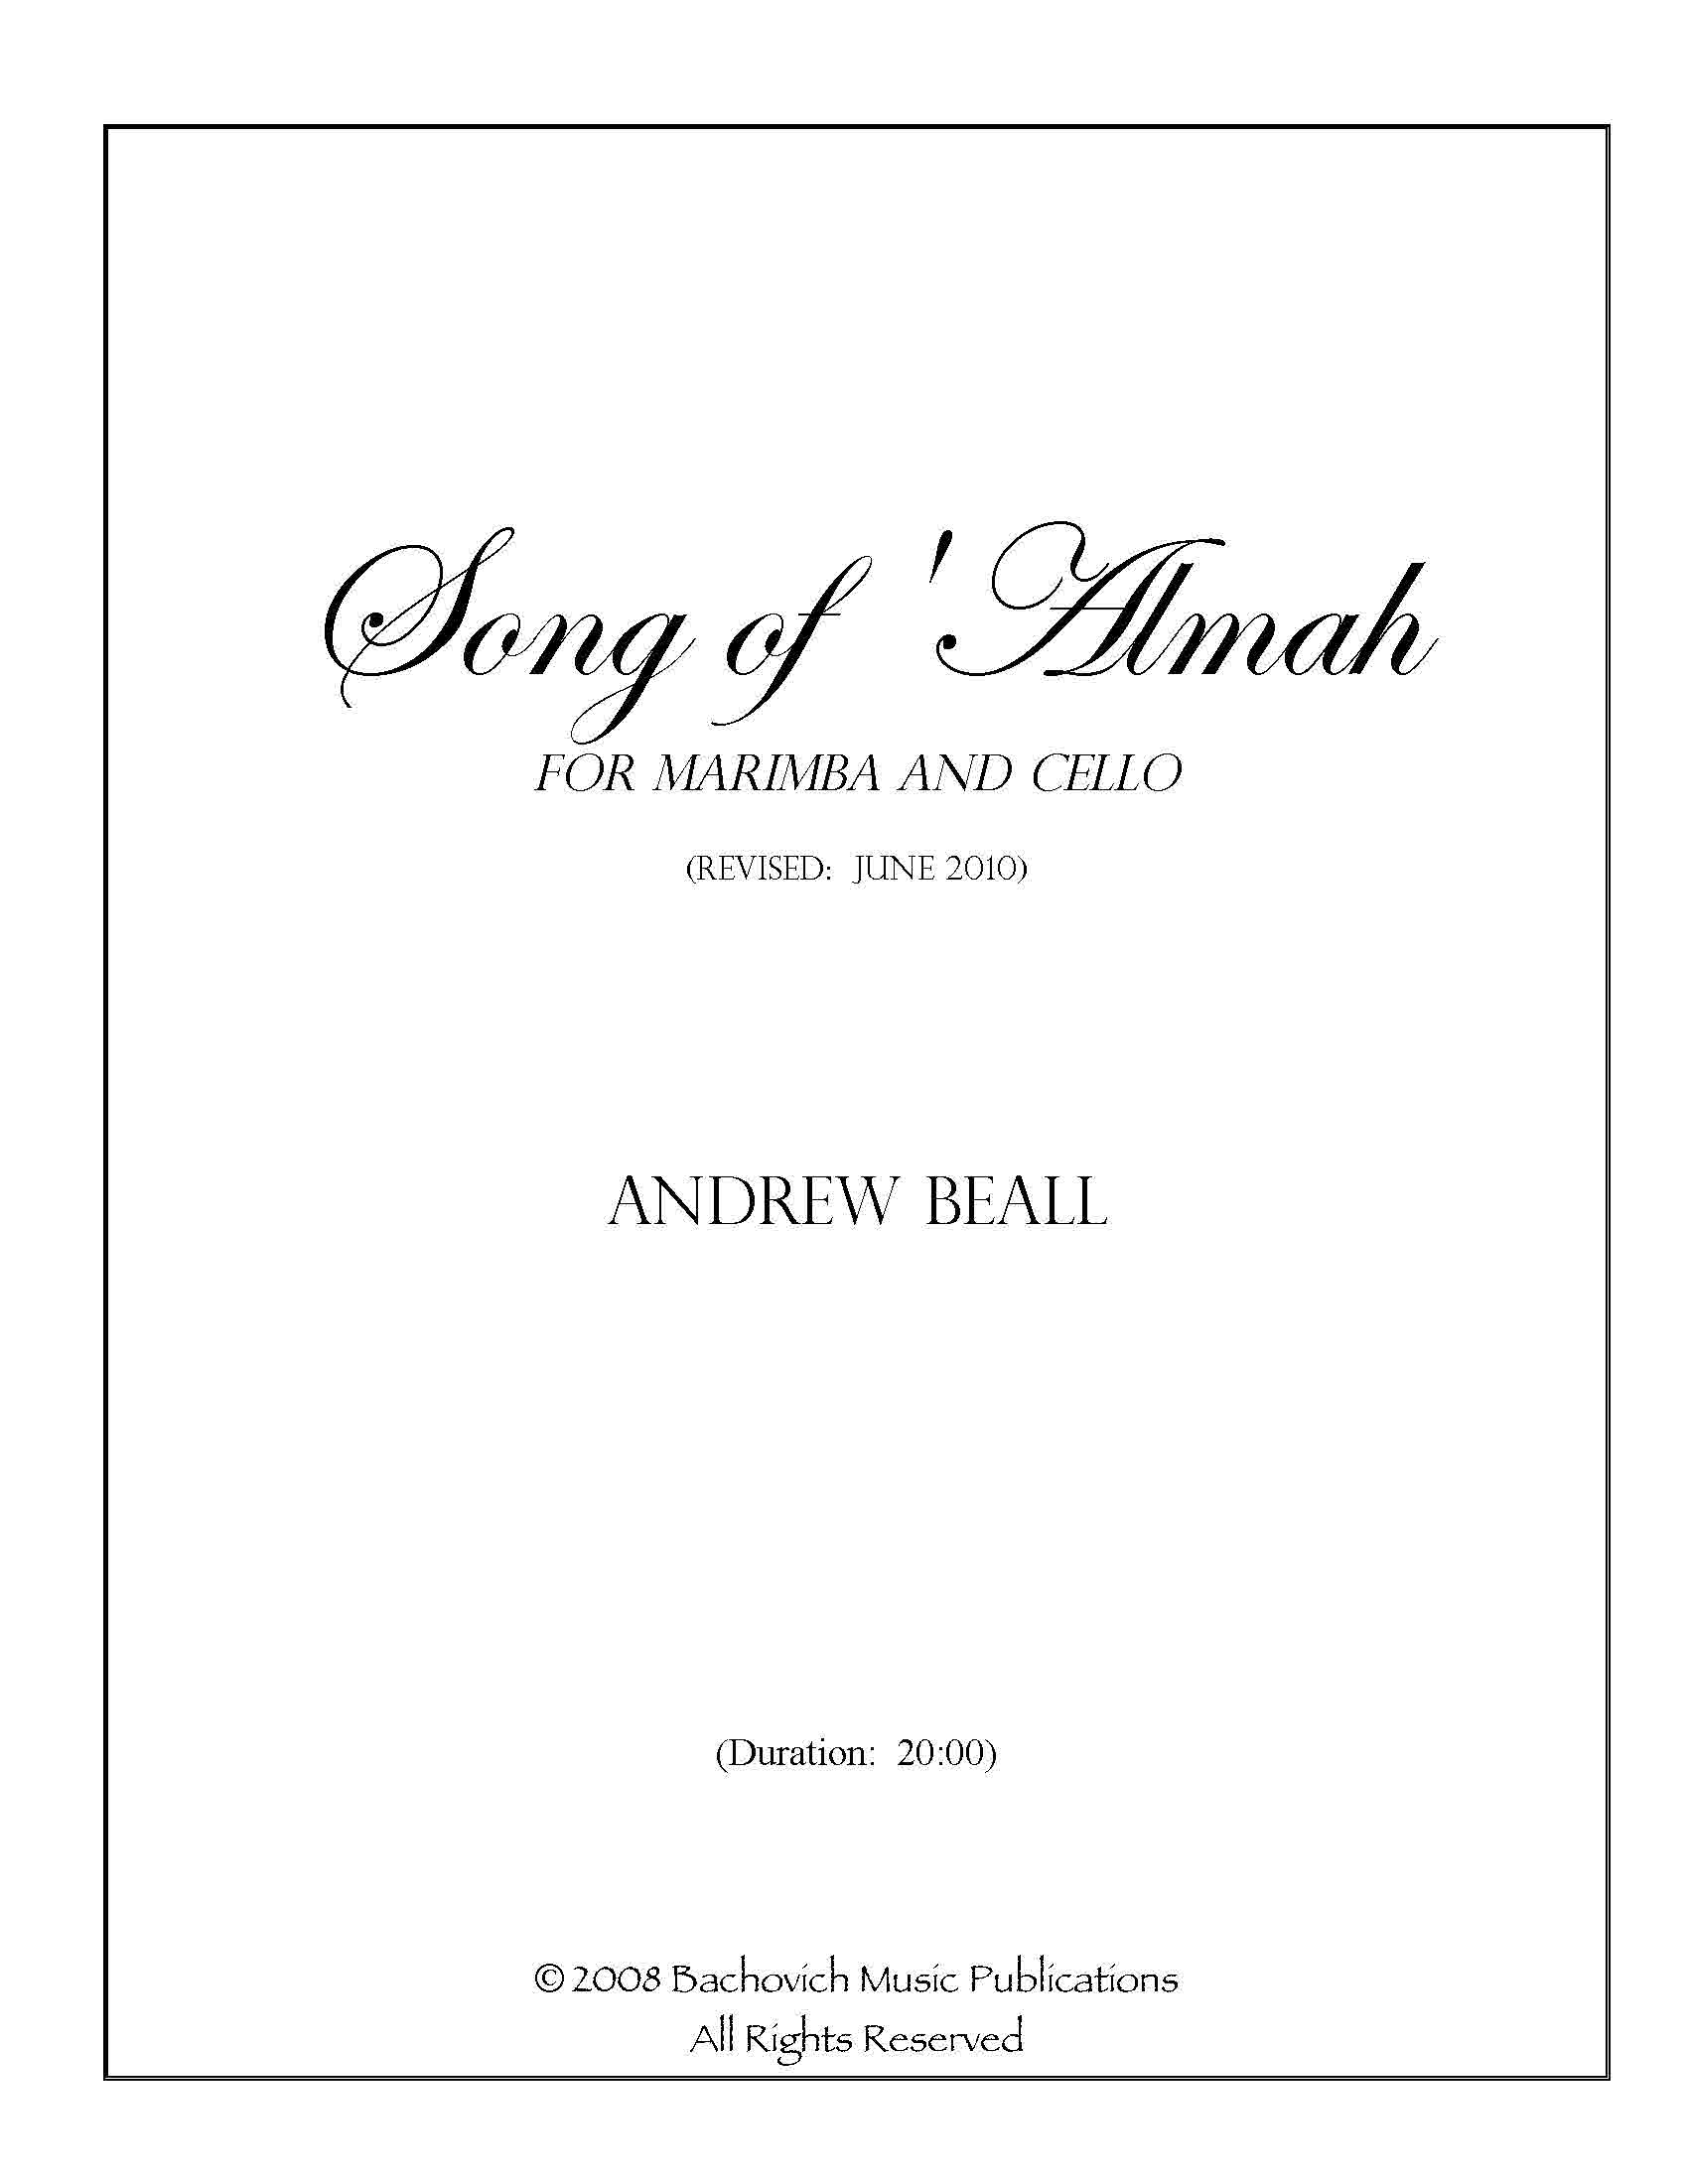 Song of 'Almah
FOR MARIMBA AND CELLO
(REVISED: JUNE 2010)
ANDREW BEALL
(Duration: 20:00)
© 2008 Bachovich Music Publications
All Rights Reserved